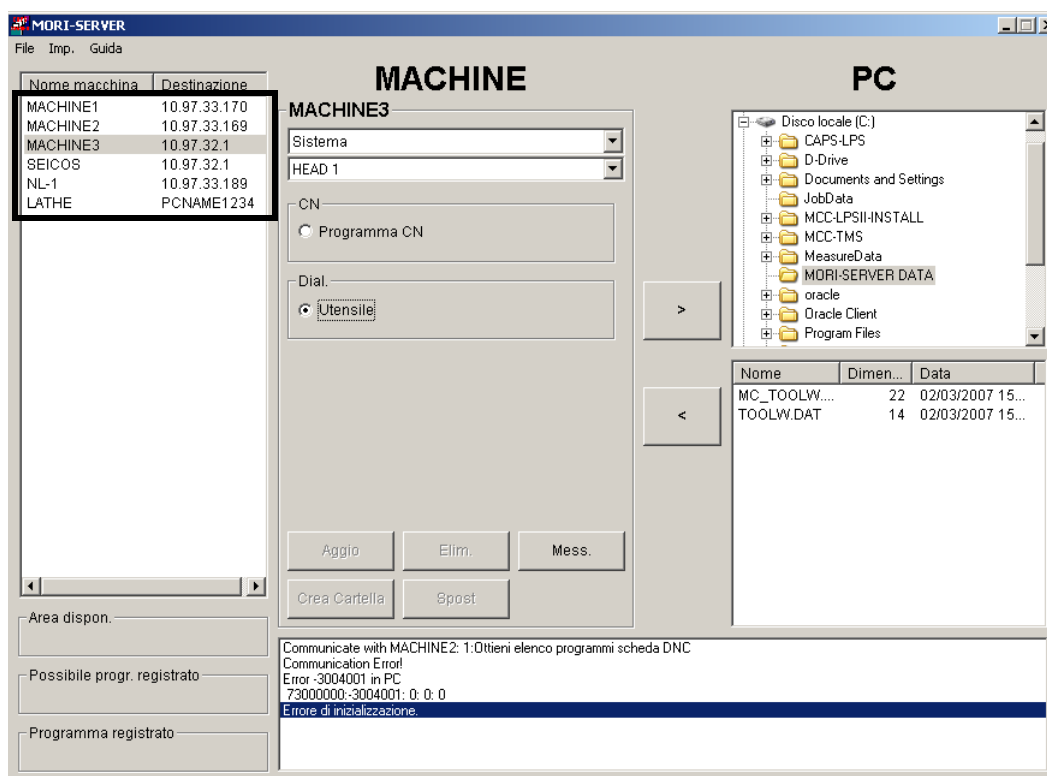 MORI-SERVER
File Imp. Guida
Nome macchina Destinazione
MACHINE1 10.97.33.170
MACHINE2 10.97.33.169
MACHINE3 10.97.32.1
SEICOS 10.97.32.1
NL-1 10.97.33.189
LATHE PCNAME1234
Area dispon.
Possibile progr. registrato
Programma registrato
MACHINE
MACHINE3
Sistema
HEAD 1
CN
Programma CN
Dial.
Utensile
Aggio Elim. Mess.
Crea Cartella Spost
>
<
PC
Disco locale (C:)
CAPS-LPS
D-Drive
Documents and Settings
JobData
MCC-LPSII-INSTALL
MCC-TMS
MeasureData
MORI-SERVER DATA
oracle
Oracle Client
Program Files
Nome Dimen... Data
MC_TOOLW.... 22 02/03/2007 15...
TOOLW.DAT 14 02/03/2007 15...
Communicate with MACHINE2: 1:Ottieni elenco programmi scheda DNC
Communication Error!
Error -3004001 in PC
73000000:-3004001: 0: 0: 0
Errore di inizializzazione.